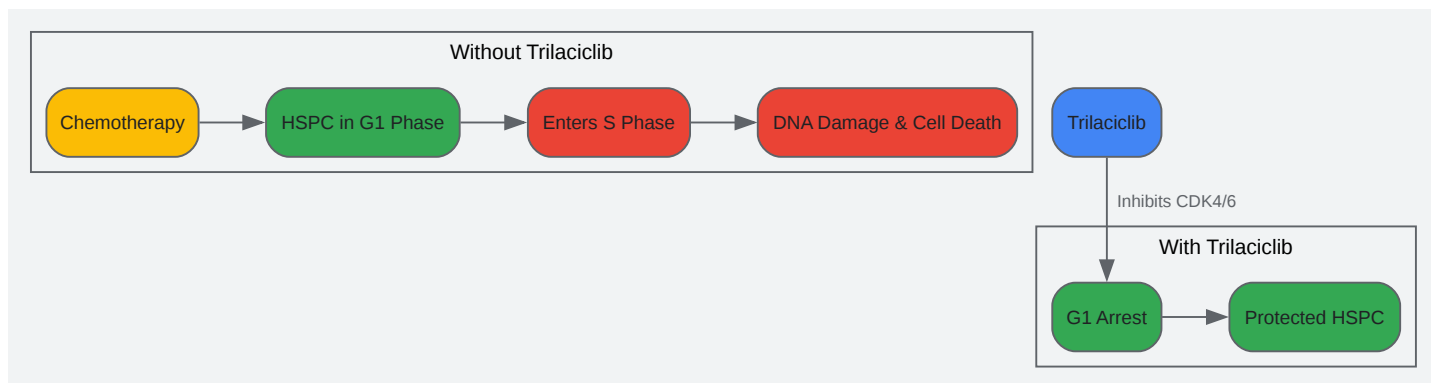 Without Trilaciclib
Chemotherapy
HSPC in G1 Phase
Enters S Phase
DNA Damage & Cell Death
Trilaciclib
Inhibits CDK4/6
With Trilaciclib
G1 Arrest
Protected HSPC